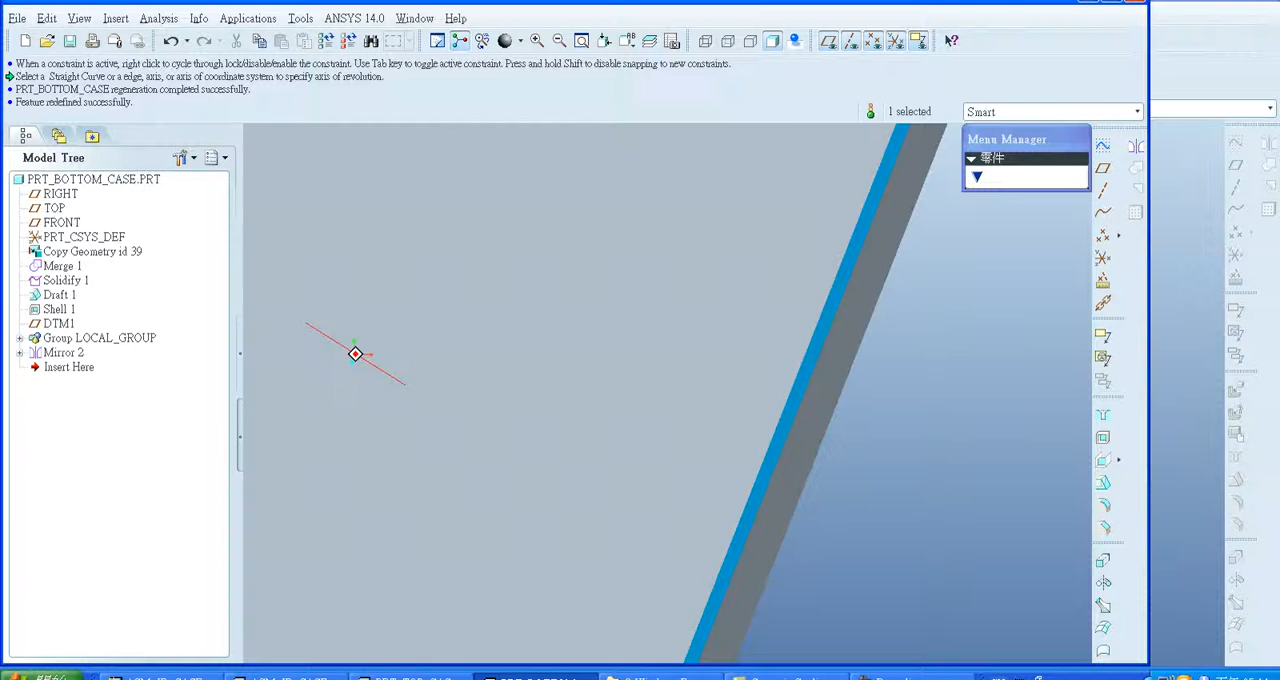 File Edit View Insert Analysis Info Applications Tools ANSYS 14.0 Window Help
When a constraint is active, right click to cycle through lock/disable/enable the constraint. Use Tab key to toggle active constraint. Press and hold Shift to disable snapping to new constraints.
Select a Straight Curve or a edge, axis, or axis of coordinate system to specify axis of revolution.
PRT_BOTTOM_CASE regeneration completed successfully.
Feature redefined successfully.
1 selected Smart
Menu Manager
零件
Model Tree
PRT_BOTTOM_CASE.PRT
RIGHT
TOP
FRONT
PRT_CSYS_DEF
Copy Geometry id 39
Merge 1
Solidify 1
Draft 1
Shell 1
DTM1
Group LOCAL_GROUP
Mirror 2
Insert Here